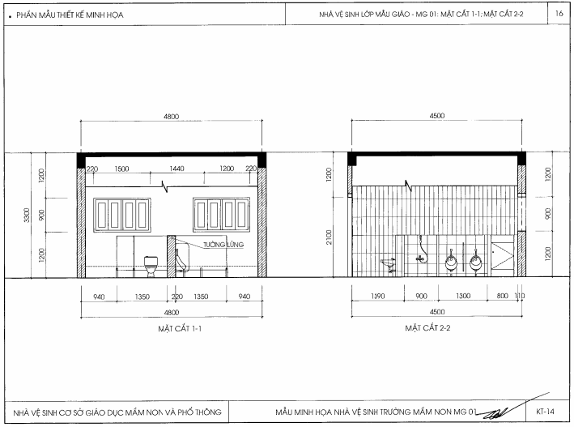 PHẦN MẪU THIẾT KẾ MINH HỌA
NHÀ VỆ SINH LỚP MẪU GIÁO - MG 01: MẶT CẮT 1-1; MẶT CẮT 2-2
16
4800
220 1500 1440 1200 220
3300
1200
900
1200
TƯỜNG LỬNG
940 1350 220 1350 940
4800
MẶT CẮT 1-1
4500
1200
2100
1200
900
1200
1190 900 1300 800 110
4500
MẶT CẮT 2-2
NHÀ VỆ SINH CƠ SỞ GIÁO DỤC MẦM NON VÀ PHỔ THÔNG
MẪU MINH HỌA NHÀ VỆ SINH TRƯỜNG MẦM NON MG 01
KT-14